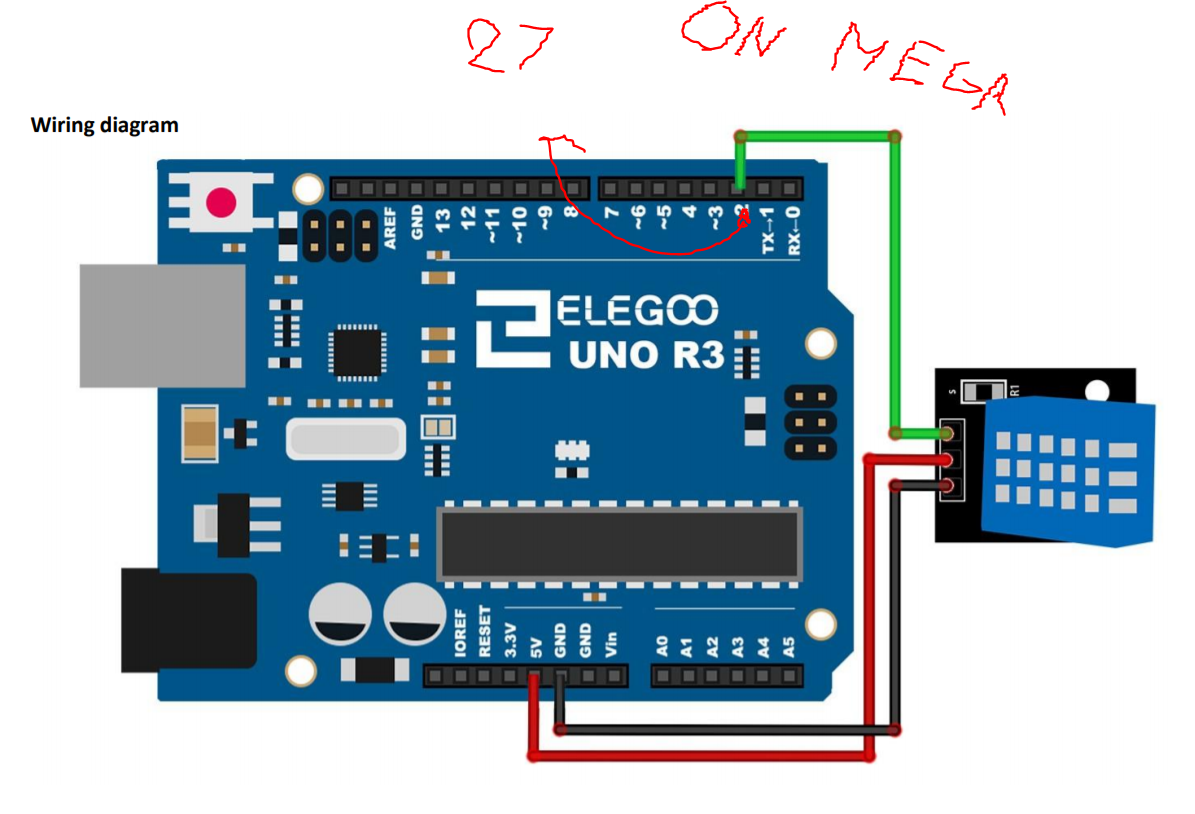 27 ON MEGA
Wiring diagram
AREF
GND
13
12
~11
~10
~9
8
7
~6
~5
4
~3
2
TX→1
RX←0
ELEGOO
UNO R3
S
R1
IOREF
RESET
3.3V
5V
GND
GND
Vin
A0
A1
A2
A3
A4
A5